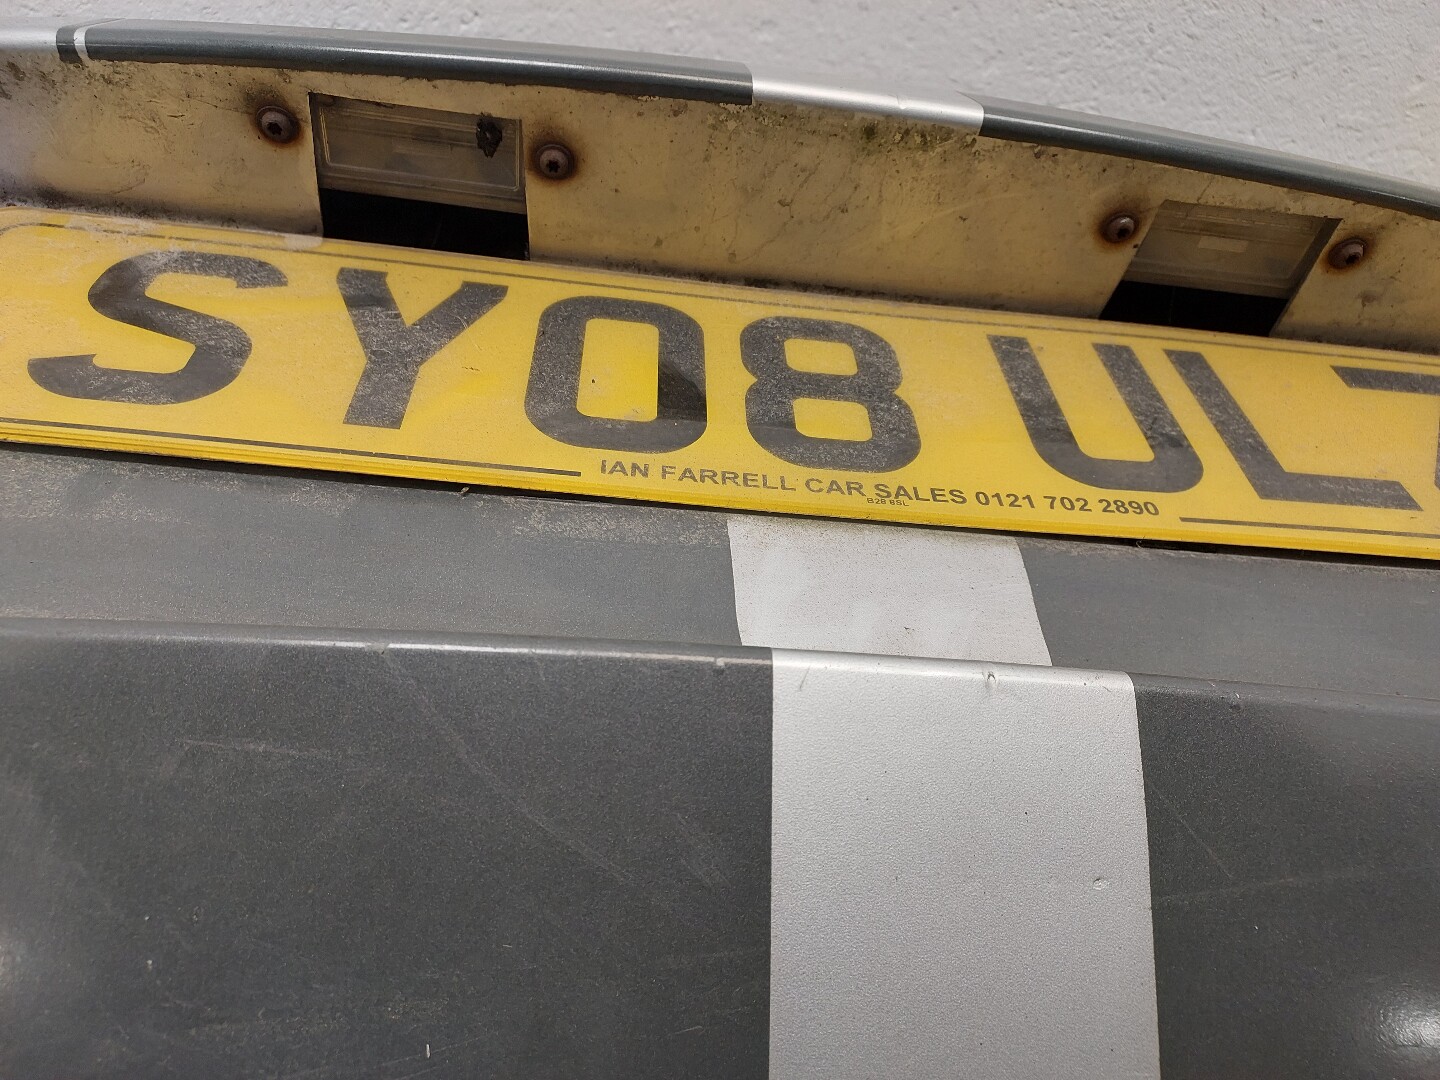 SY08 UL
IAN FARRELL CAR SALES 0121 702 2890
B28 8SL